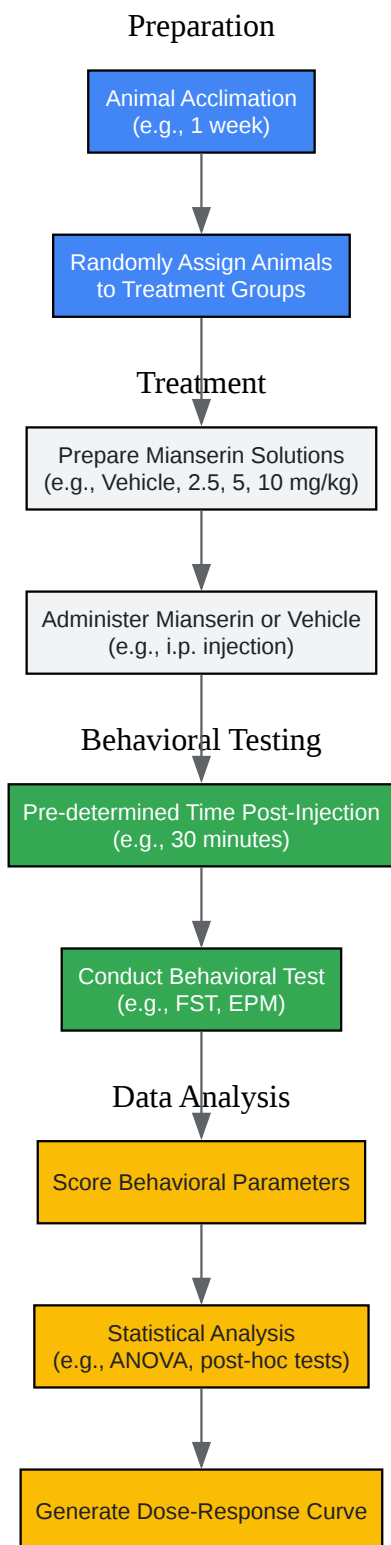 Preparation
Animal Acclimation
(e.g., 1 week)
Randomly Assign Animals
to Treatment Groups
Treatment
Prepare Mianserin Solutions
(e.g., Vehicle, 2.5, 5, 10 mg/kg)
Administer Mianserin or Vehicle
(e.g., i.p. injection)
Behavioral Testing
Pre-determined Time Post-Injection
(e.g., 30 minutes)
Conduct Behavioral Test
(e.g., FST, EPM)
Data Analysis
Score Behavioral Parameters
Statistical Analysis
(e.g., ANOVA, post-hoc tests)
Generate Dose-Response Curve